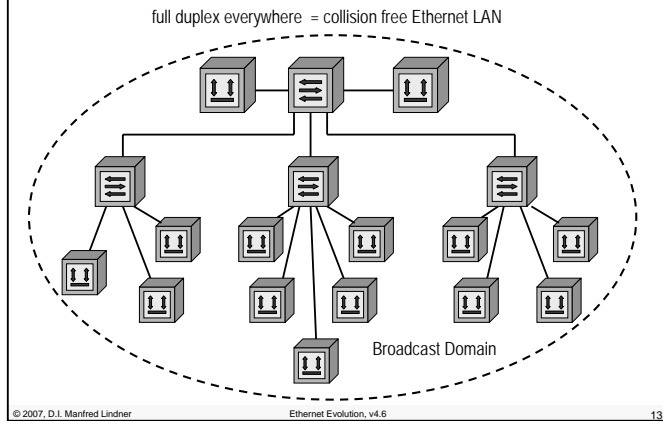 full duplex everywhere = collision free Ethernet LAN
Broadcast Domain
© 2007, D.I. Manfred Lindner
Ethernet Evolution, v4.6
13